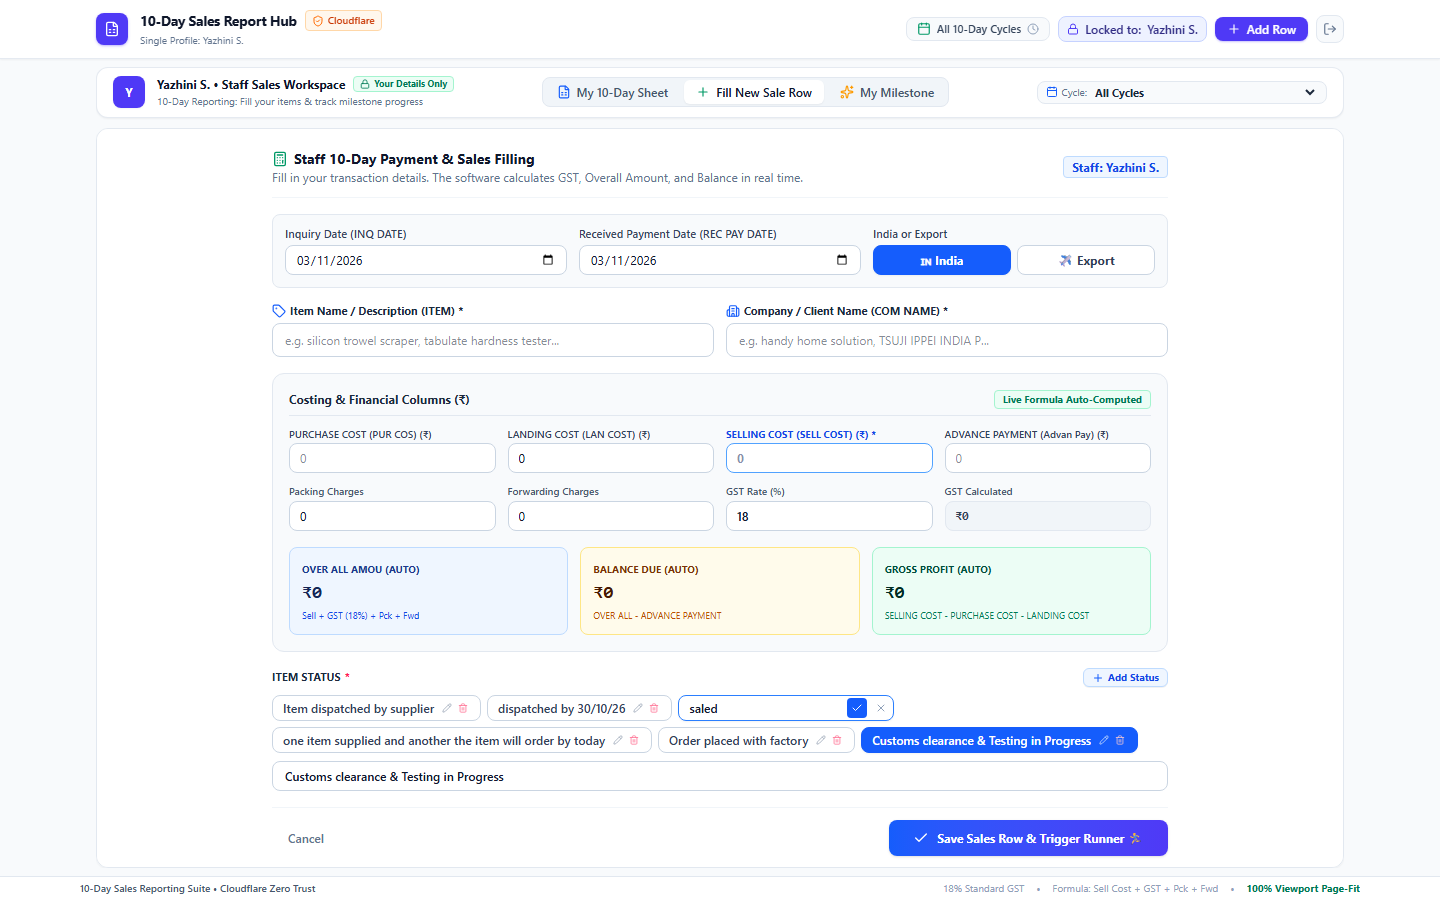 10-Day Sales Report Hub
Cloudflare
Single Profile: Yazhini S.
All 10-Day Cycles
Locked to: Yazhini S.
Add Row
Y
Yazhini S. • Staff Sales Workspace
Your Details Only
10-Day Reporting: Fill your items & track milestone progress
My 10-Day Sheet
Fill New Sale Row
My Milestone
Cycle: All Cycles
Staff 10-Day Payment & Sales Filling
Fill in your transaction details. The software calculates GST, Overall Amount, and Balance in real time.
Staff: Yazhini S.
Inquiry Date (INQ DATE)
Received Payment Date (REC PAY DATE)
India or Export
03/11/2026
03/11/2026
IN India
Export
Item Name / Description (ITEM) *
Company / Client Name (COM NAME) *
e.g. silicon trowel scraper, tabulate hardness tester...
e.g. handy home solution, TSUJI IPPEI INDIA P...
Costing & Financial Columns (₹)
Live Formula Auto-Computed
PURCHASE COST (PUR COS) (₹)
LANDING COST (LAN COST) (₹)
SELLING COST (SELL COST) (₹) *
ADVANCE PAYMENT (Advan Pay) (₹)
0
0
0
0
Packing Charges
Forwarding Charges
GST Rate (%)
GST Calculated
0
0
18
₹0
OVER ALL AMOU (AUTO)
₹0
Sell + GST (18%) + Pck + Fwd
BALANCE DUE (AUTO)
₹0
OVER ALL - ADVANCE PAYMENT
GROSS PROFIT (AUTO)
₹0
SELLING COST - PURCHASE COST - LANDING COST
ITEM STATUS *
Add Status
Item dispatched by supplier
dispatched by 30/10/26
saled
one item supplied and another the item will order by today
Order placed with factory
Customs clearance & Testing in Progress
Customs clearance & Testing in Progress
Cancel
Save Sales Row & Trigger Runner
10-Day Sales Reporting Suite • Cloudflare Zero Trust
18% Standard GST • Formula: Sell Cost + GST + Pck + Fwd • 100% Viewport Page-Fit